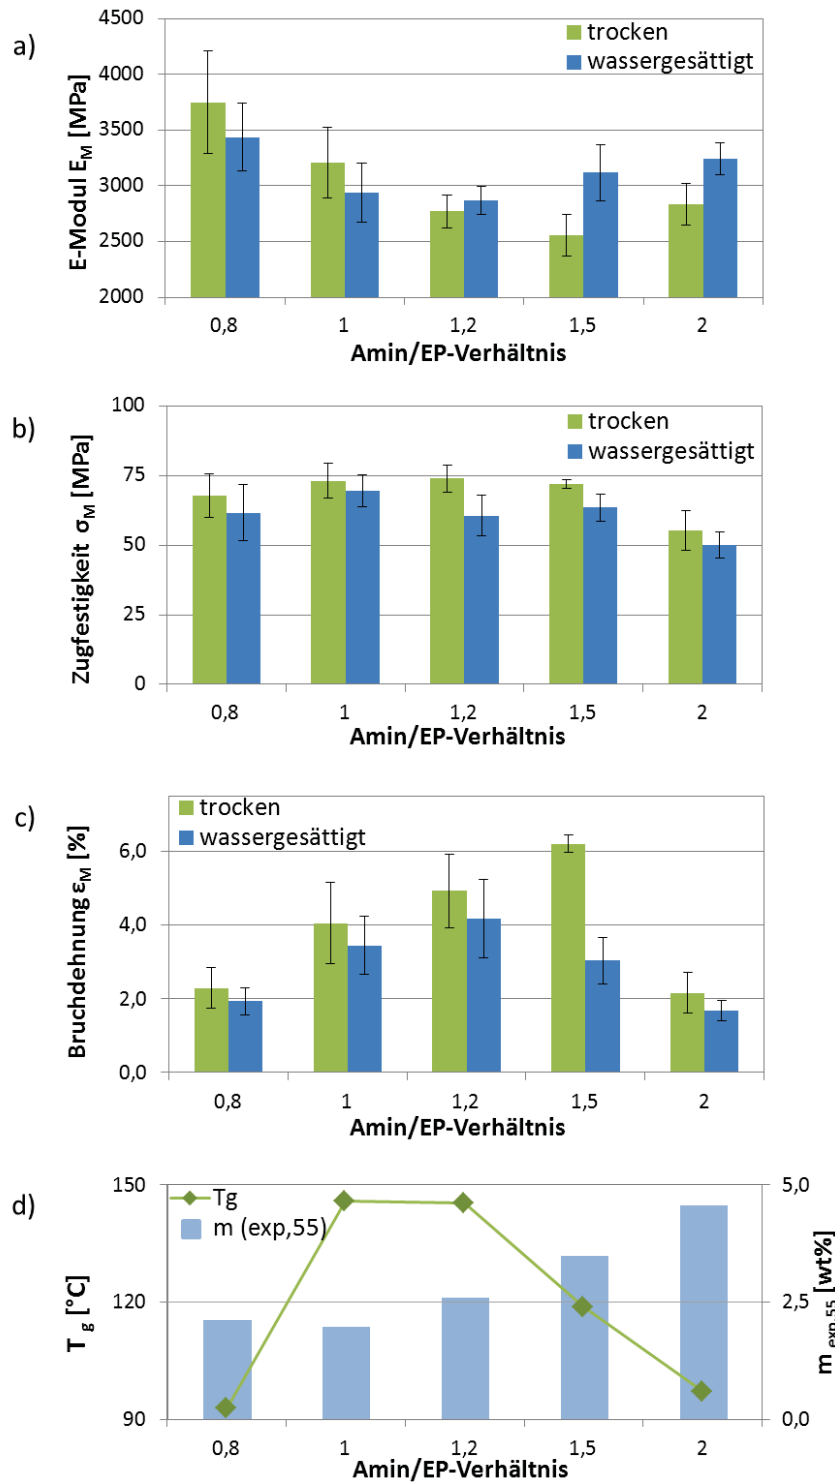 a)
E-Modul E_M [MPa]
4500
4000
3500
3000
2500
2000
trocken
wassergesättigt
0,8 1 1,2 1,5 2
Amin/EP-Verhältnis
b)
Zugfestigkeit σ_M [MPa]
100
75
50
25
0
trocken
wassergesättigt
0,8 1 1,2 1,5 2
Amin/EP-Verhältnis
c)
Bruchdehnung ε_M [%]
6,0
4,0
2,0
0,0
trocken
wassergesättigt
0,8 1 1,2 1,5 2
Amin/EP-Verhältnis
d)
T_g [°C]
150
120
90
Tg
m (exp,55)
5,0
2,5
0,0
m_exp,55 [wt%]
0,8 1 1,2 1,5 2
Amin/EP-Verhältnis